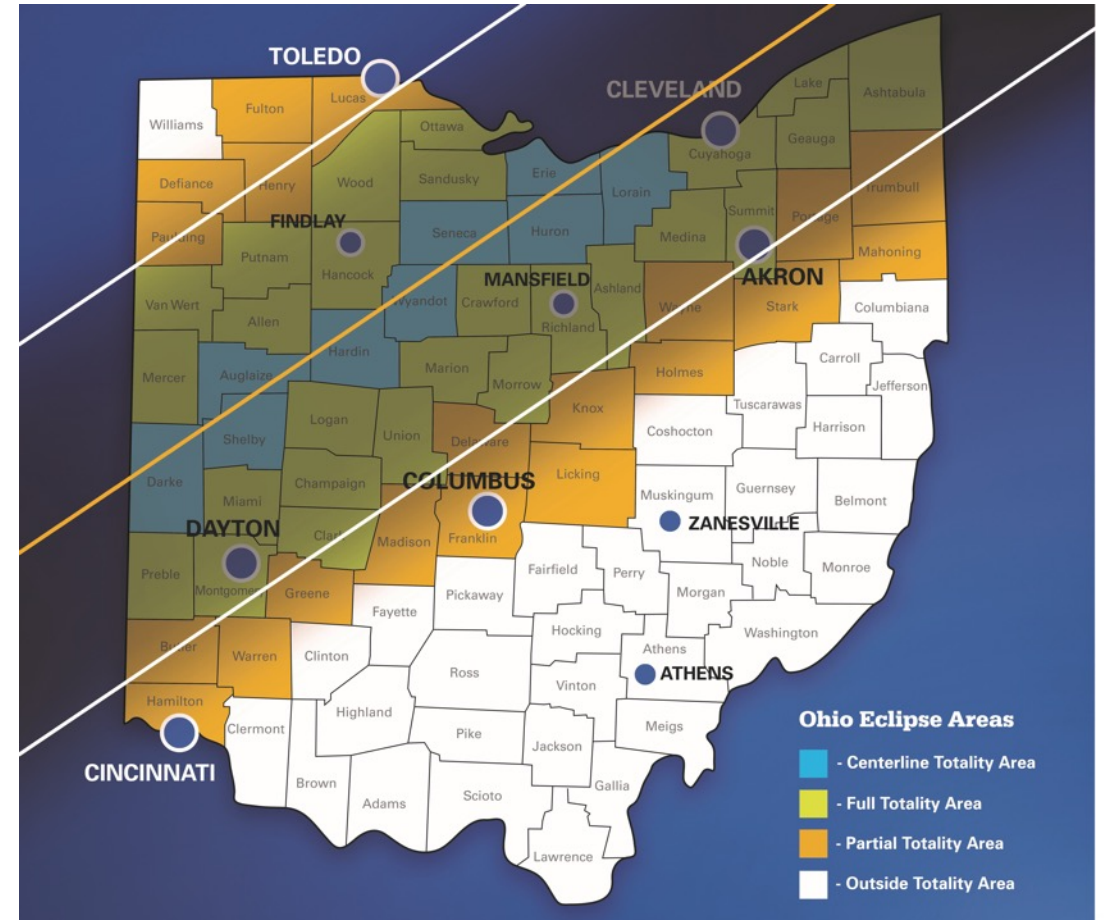 TOLEDO
CLEVELAND
Lake
Ashtabula
Williams
Fulton
Lucas
Ottawa
Geauga
Cuyahoga
Defiance
Henry
Wood
Sandusky
Erie
Lorain
Trumbull
Summit
Portage
FINDLAY
Paulding
Seneca
Huron
Medina
Mahoning
Putnam
Hancock
MANSFIELD
AKRON
Van Wert
Wyandot
Crawford
Ashland
Wayne
Stark
Columbiana
Allen
Richland
Hardin
Carroll
Mercer
Auglaize
Marion
Morrow
Holmes
Jefferson
Tuscarawas
Logan
Knox
Union
Delaware
Coshocton
Harrison
Shelby
Darke
Champaign
COLUMBUS
Licking
Muskingum
Guernsey
Belmont
Miami
DAYTON
Clark
Madison
Franklin
ZANESVILLE
Preble
Montgomery
Greene
Pickaway
Fairfield
Perry
Noble
Monroe
Morgan
Fayette
Butler
Warren
Clinton
Hocking
Athens
Washington
Ross
Vinton
ATHENS
Hamilton
Highland
Clermont
Pike
Jackson
Meigs
CINCINNATI
Brown
Adams
Scioto
Gallia
Lawrence
Ohio Eclipse Areas
- Centerline Totality Area
- Full Totality Area
- Partial Totality Area
- Outside Totality Area